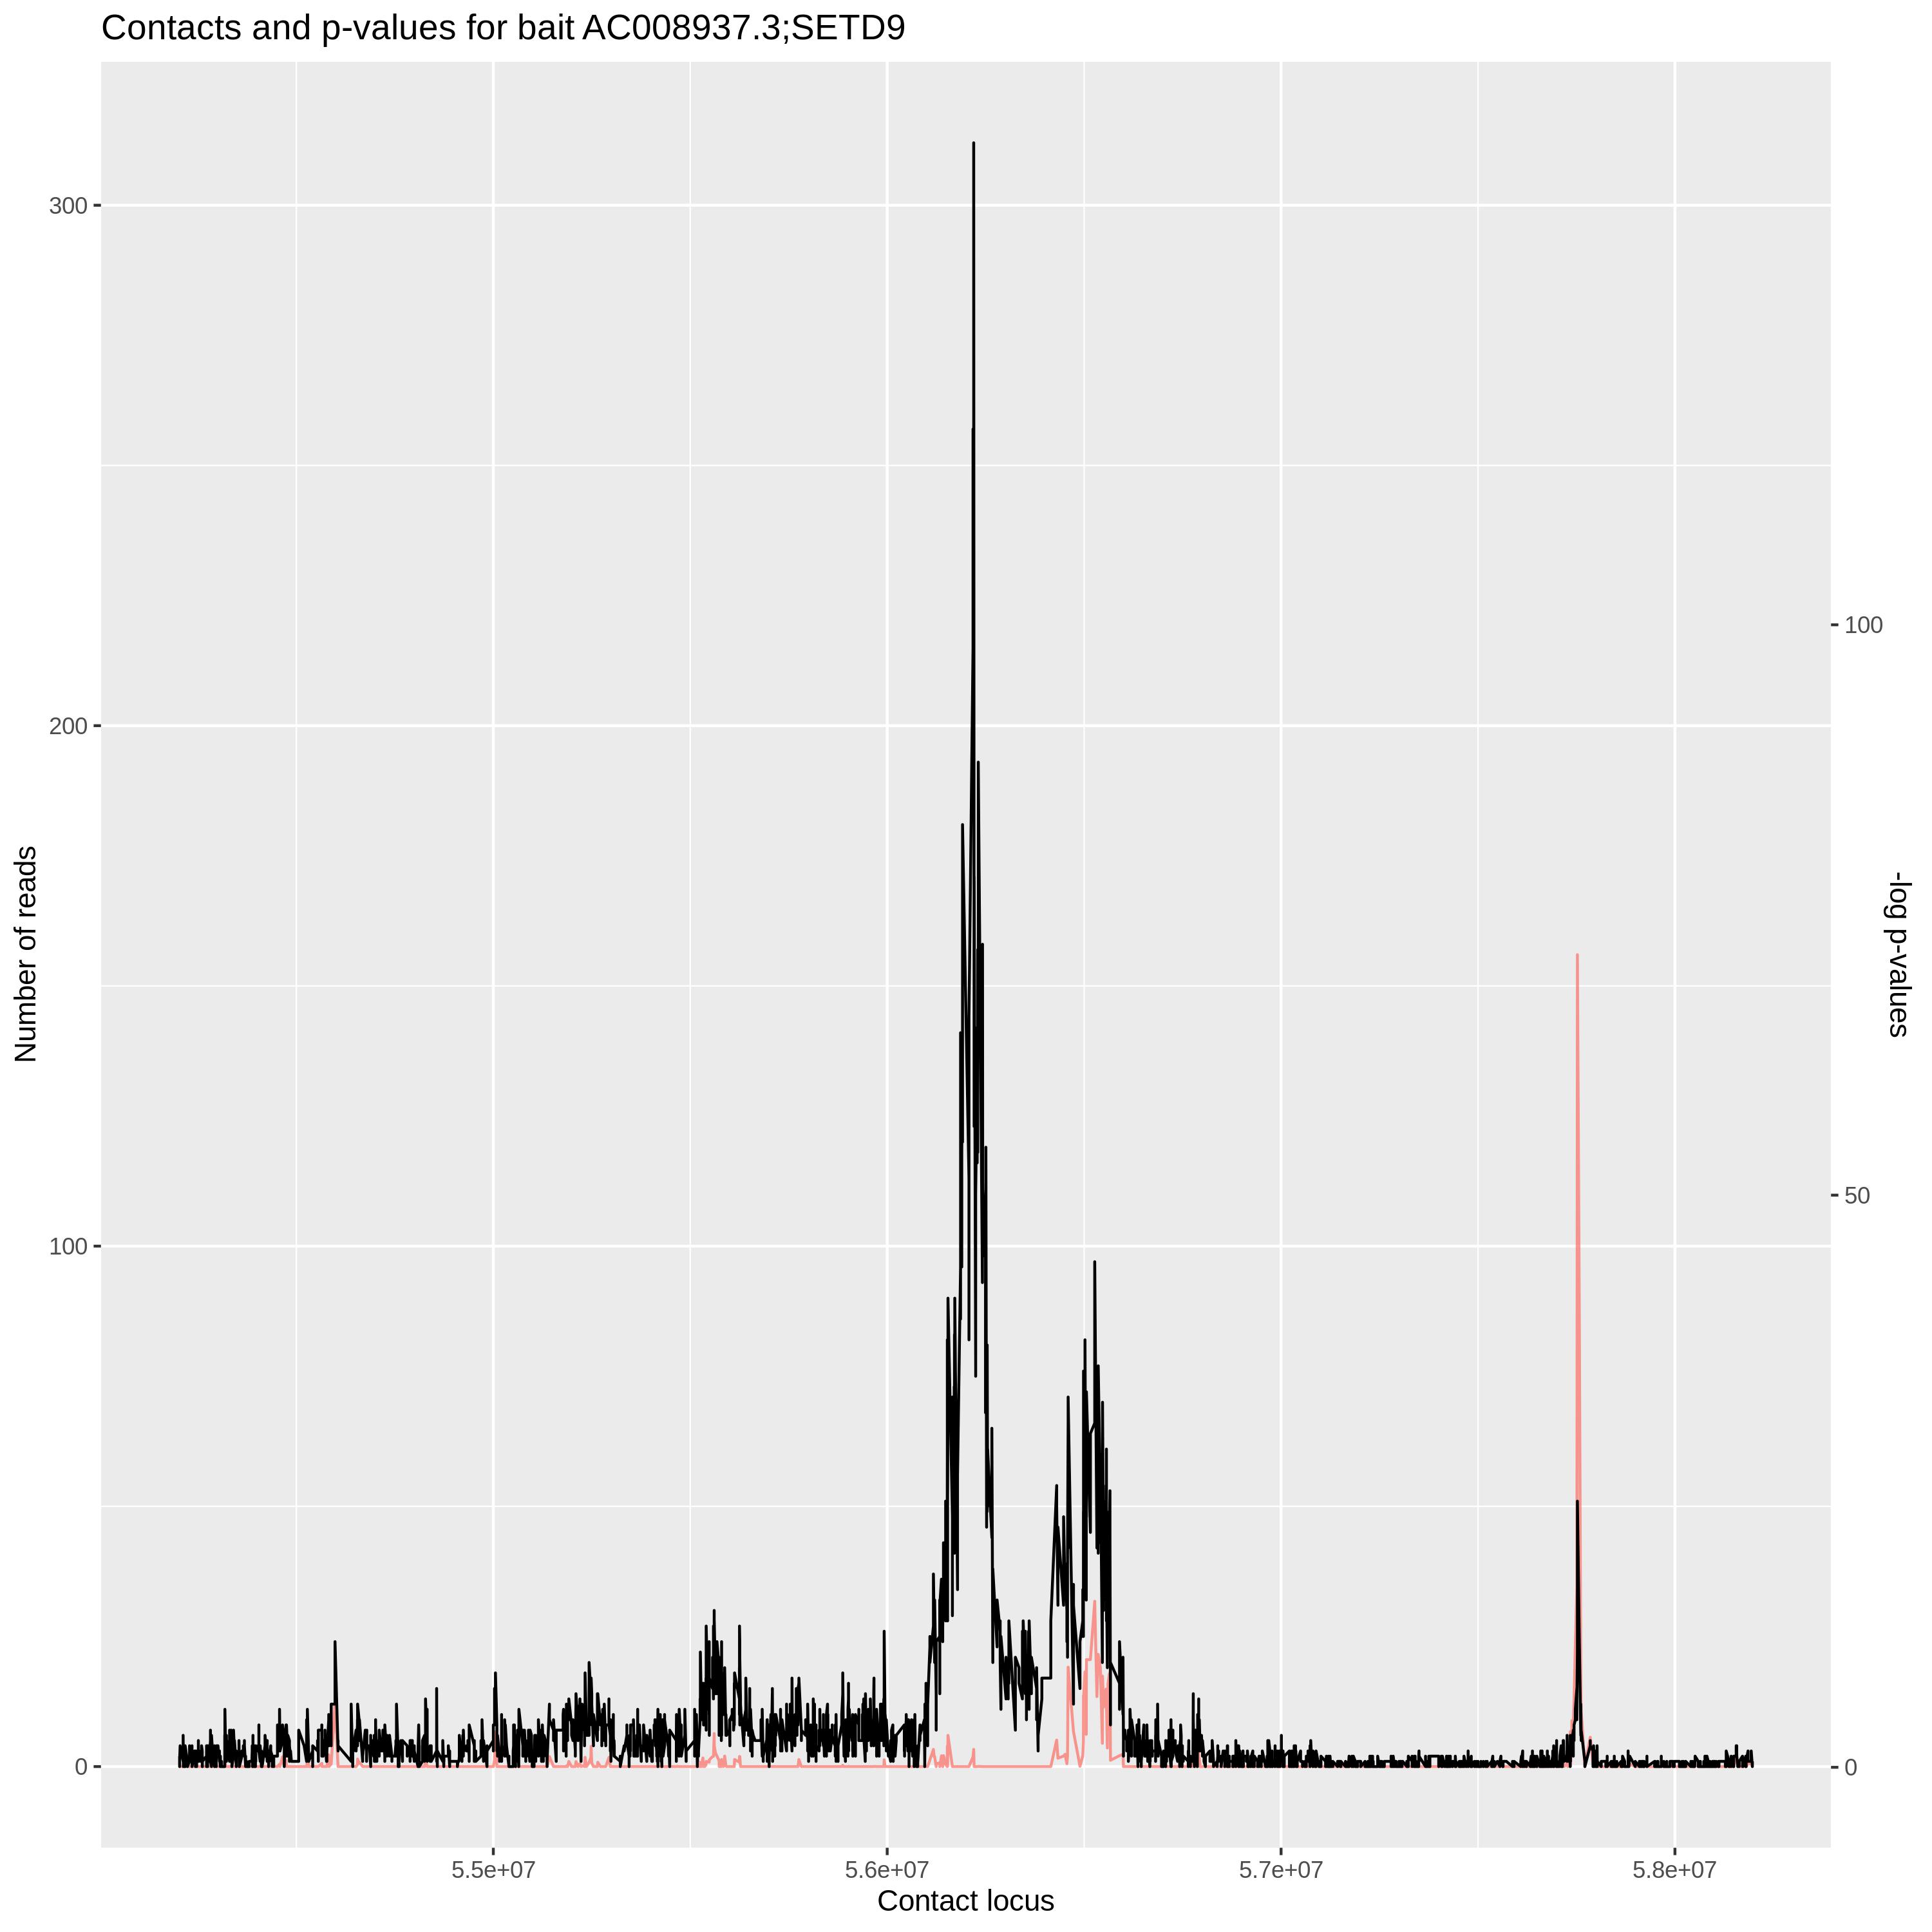 Contacts and p-values for bait AC008937.3;SETD9
300
200
100
0
Number of reads
100
50
0
-log p-values
5.5e+07
5.6e+07
5.7e+07
5.8e+07
Contact locus